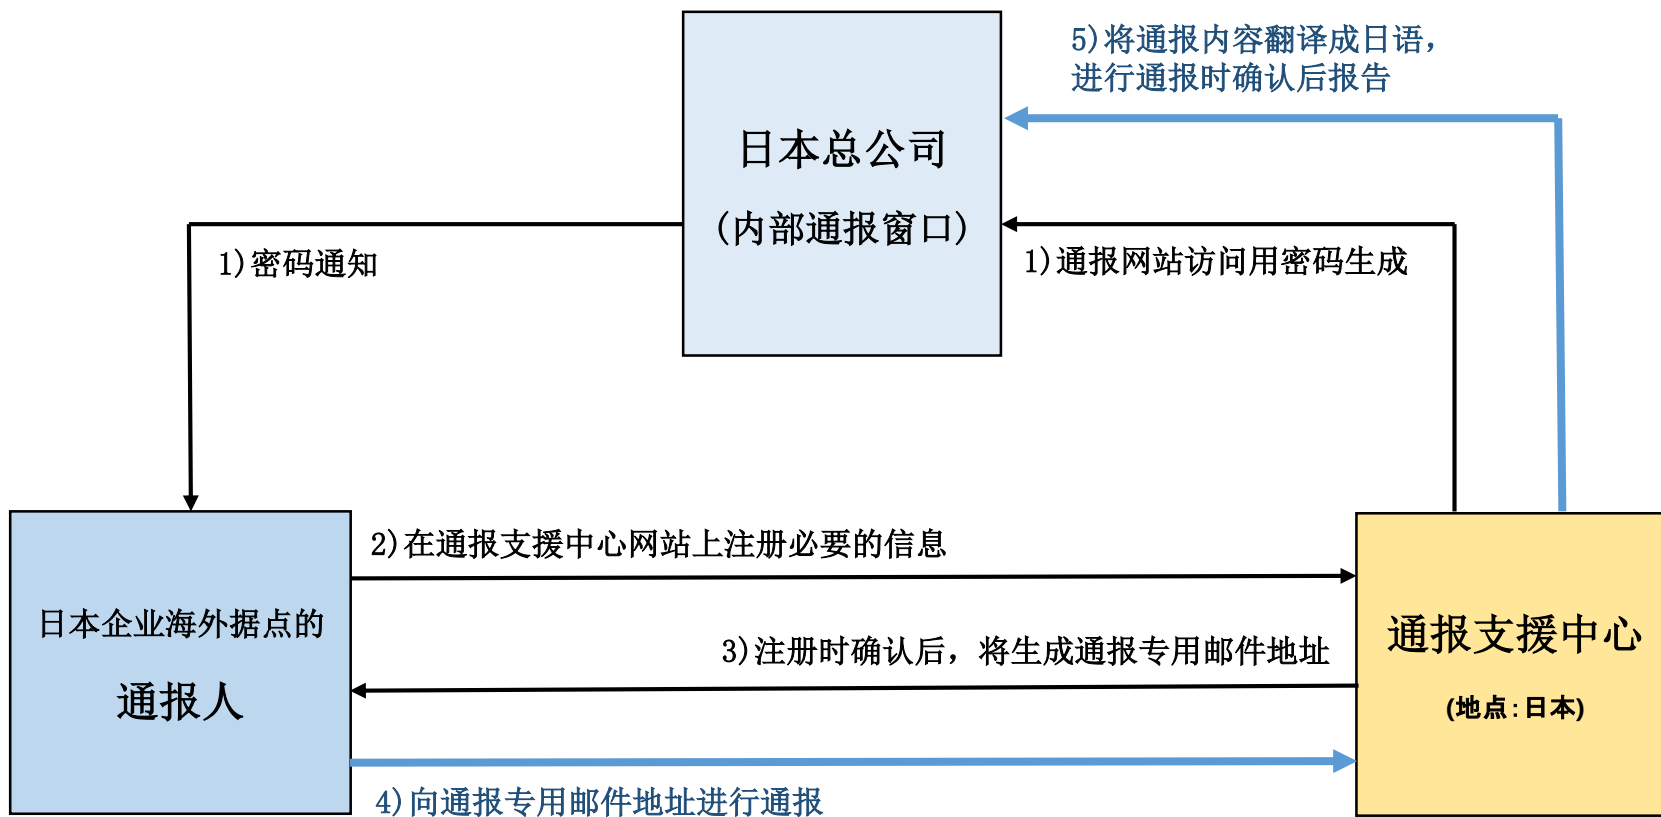 5)将通报内容翻译成日语，
进行通报时确认后报告
日本总公司
(内部通报窗口)
1)密码通知
1)通报网站访问用密码生成
2)在通报支援中心网站上注册必要的信息
日本企业海外据点的
通报人
3)注册时确认后，将生成通报专用邮件地址
通报支援中心
(地点:日本)
4)向通报专用邮件地址进行通报